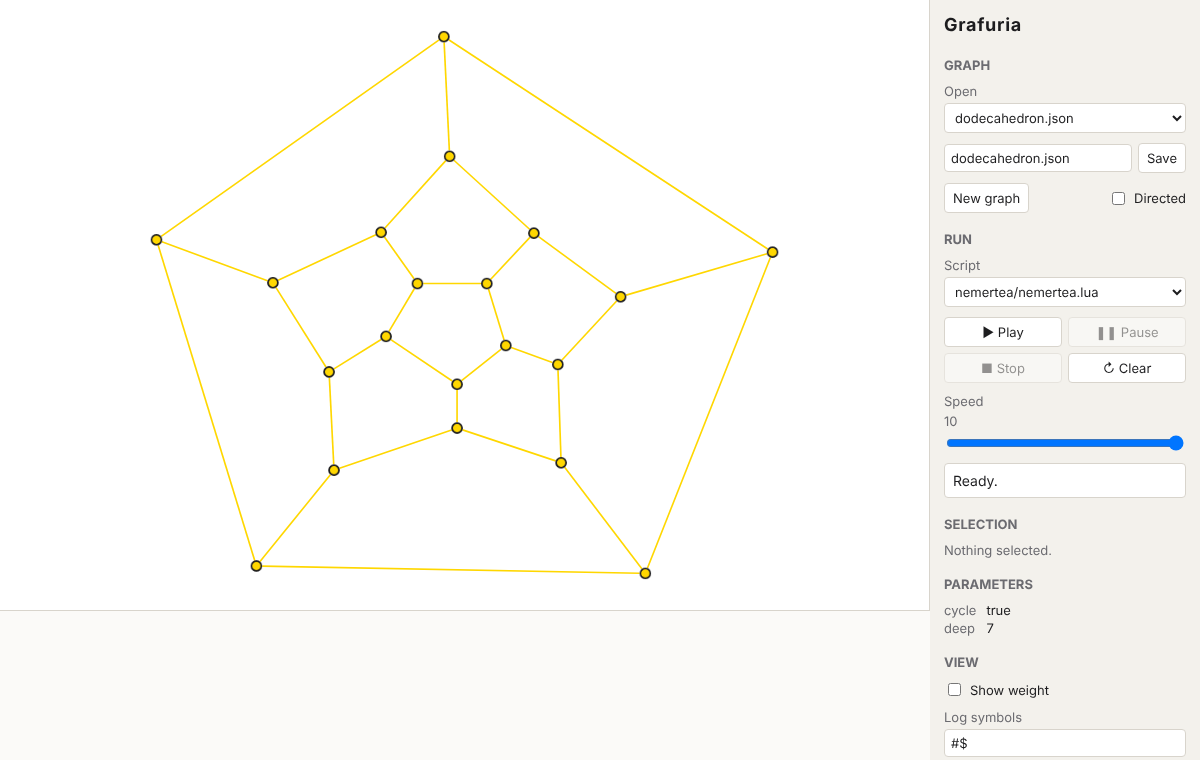 Grafuria
GRAPH
Open
dodecahedron.json
dodecahedron.json Save
New graph Directed
RUN
Script
nemertea/nemertea.lua
▶ Play ❚❚ Pause
■ Stop ↻ Clear
Speed
10
Ready.
SELECTION
Nothing selected.
PARAMETERS
cycle true
deep 7
VIEW
Show weight
Log symbols
#$